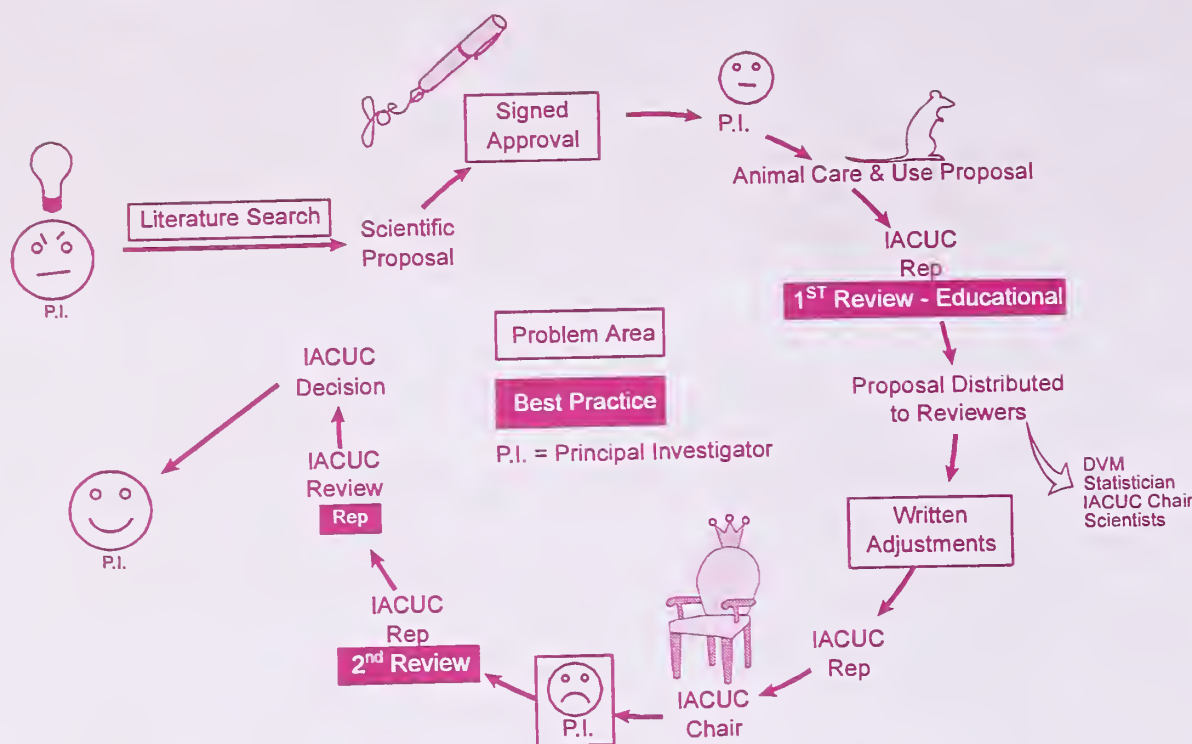 Joe
Signed
Approval
P.I.
Animal Care & Use Proposal
Literature Search
Scientific
Proposal
P.I.
IACUC
Rep
1ST Review - Educational
Problem Area
Best Practice
P.I. = Principal Investigator
Proposal Distributed
to Reviewers
DVM
Statistician
IACUC Chair
Scientists
Written
Adjustments
IACUC
Rep
IACUC
Chair
P.I.
IACUC
Rep
2nd Review
IACUC
Review
Rep
IACUC
Decision
P.I.